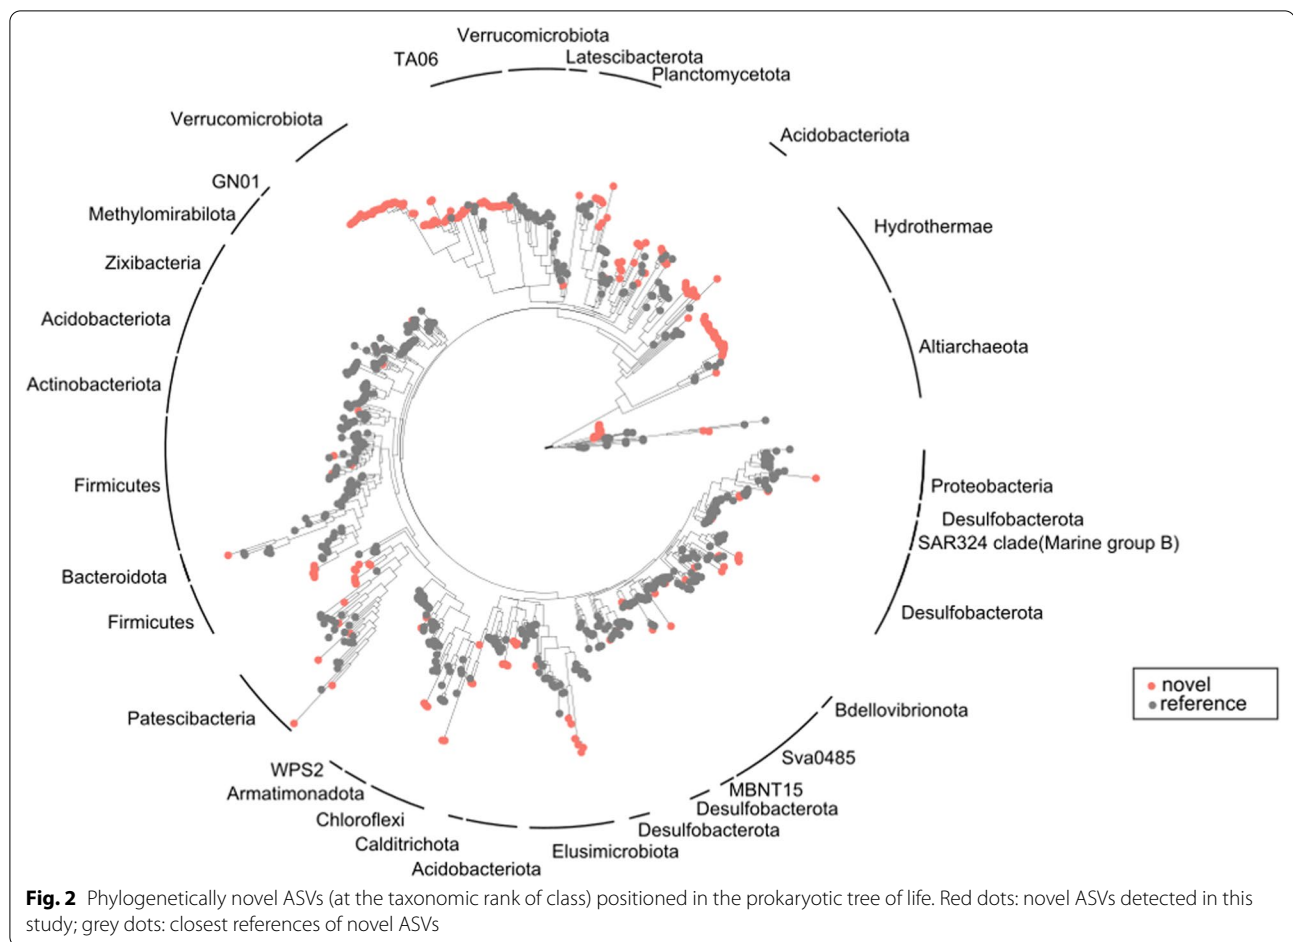 Verrucomicrobiota
TA06
Latescibacterota
Planctomycetota
Verrucomicrobiota
Acidobacteriota
GN01
Methylomirabilota
Hydrothermae
Zixibacteria
Acidobacteriota
Altiarchaeota
Actinobacteriota
Firmicutes
Proteobacteria
Desulfobacterota
SAR324 clade(Marine group B)
Bacteroidota
Firmicutes
Desulfobacterota
novel
reference
Patescibacteria
Bdellovibrionota
Sva0485
WPS2
MBNT15
Armatimonadota
Desulfobacterota
Chloroflexi
Desulfobacterota
Calditrichota
Elusimicrobiota
Acidobacteriota
Fig. 2 Phylogenetically novel ASVs (at the taxonomic rank of class) positioned in the prokaryotic tree of life. Red dots: novel ASVs detected in this
study; grey dots: closest references of novel ASVs